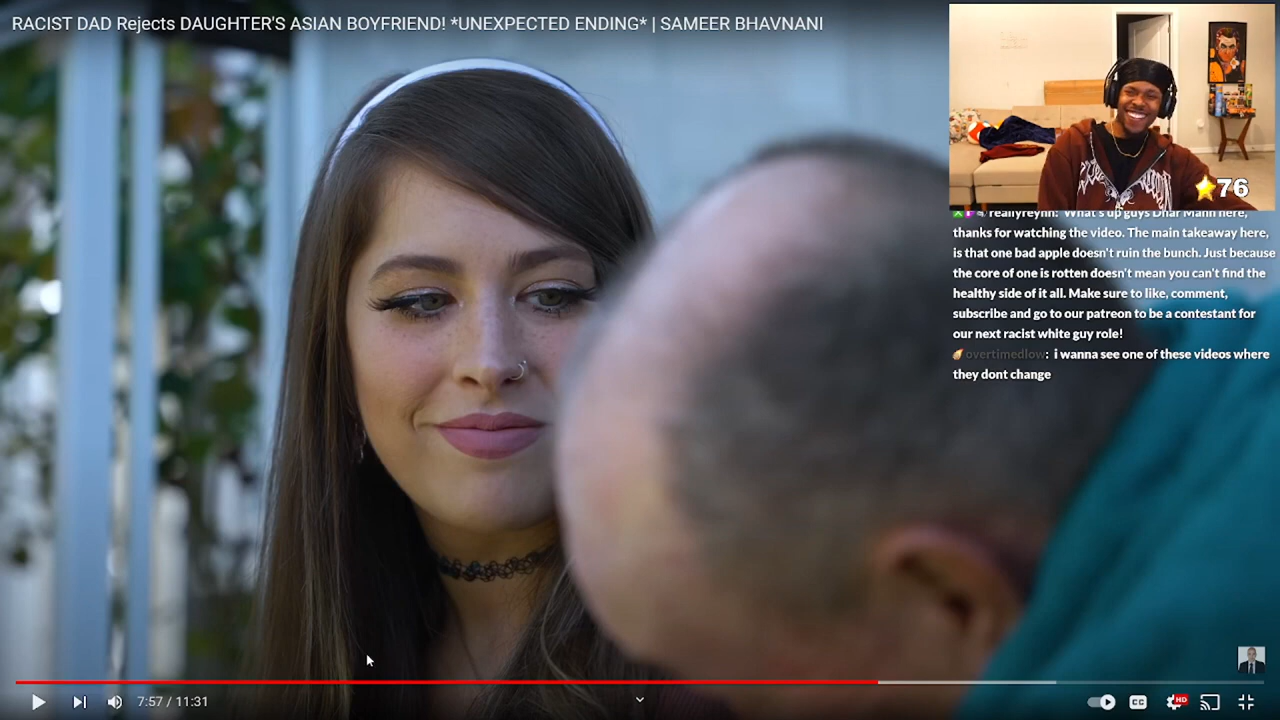 RACIST DAD Rejects DAUGHTER'S ASIAN BOYFRIEND! *UNEXPECTED ENDING* | SAMEER BHAVNANI
76
reallyreynn: What's up guys Dhar Mann here,
thanks for watching the video. The main takeaway here,
is that one bad apple doesn't ruin the bunch. Just because
the core of one is rotten doesn't mean you can't find the
healthy side of it all. Make sure to like, comment,
subscribe and go to our patreon to be a contestant for
our next racist white guy role!
overtimedlow: i wanna see one of these videos where
they dont change
7:57 / 11:31
CC
HD